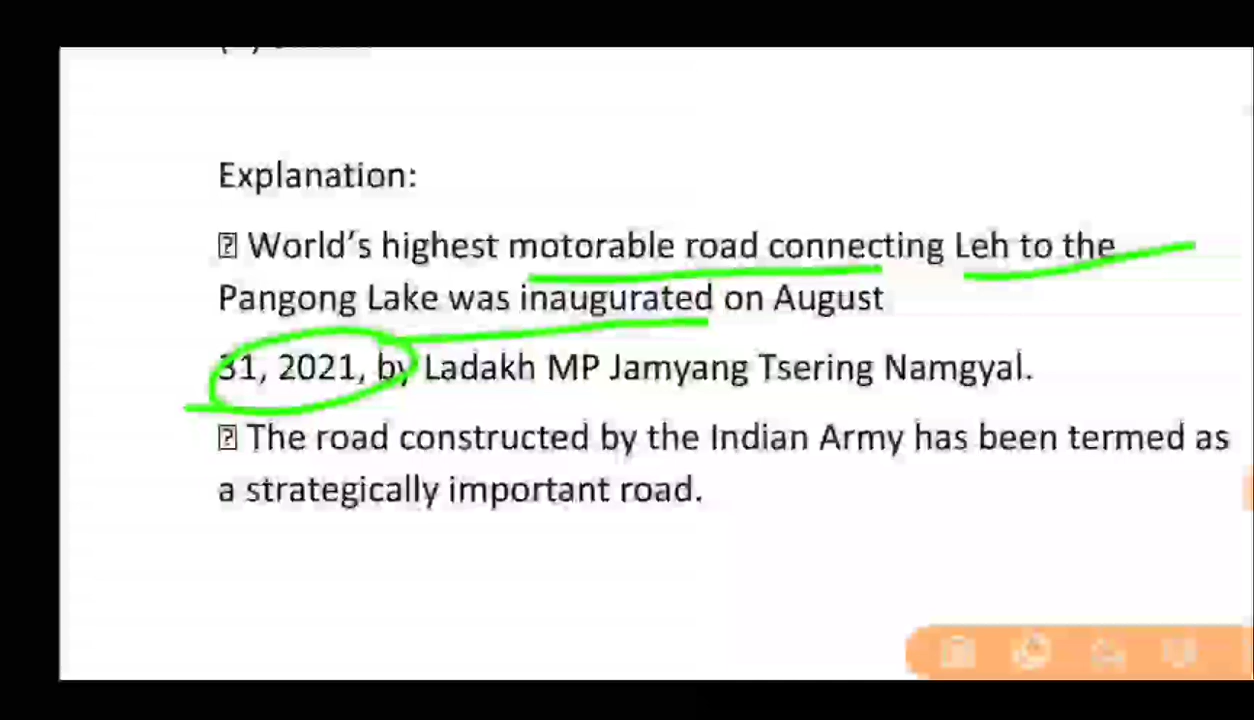 Explanation:
⍰ World's highest motorable road connecting Leh to the
Pangong Lake was inaugurated on August
31, 2021, by Ladakh MP Jamyang Tsering Namgyal.
⍰ The road constructed by the Indian Army has been termed as
a strategically important road.